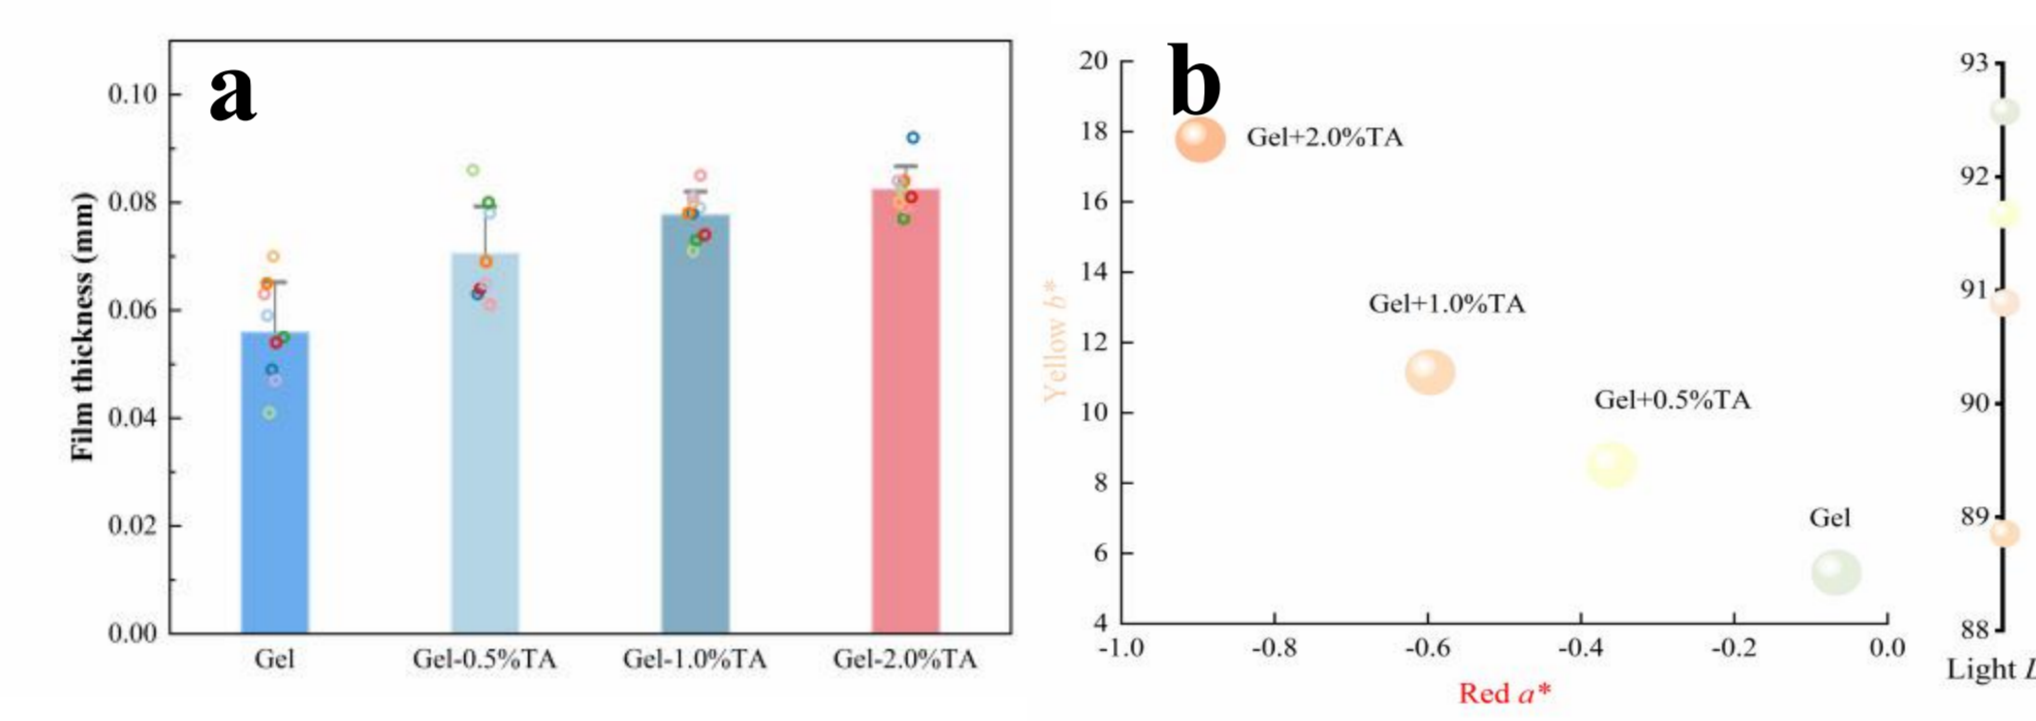 a
0.10
0.08
0.06
0.04
0.02
0.00
Film thickness (mm)
Gel
Gel-0.5%TA
Gel-1.0%TA
Gel-2.0%TA
b
20
18
16
14
12
10
8
6
4
Yellow b*
Gel+2.0%TA
Gel+1.0%TA
Gel+0.5%TA
Gel
-1.0
-0.8
-0.6
-0.4
-0.2
0.0
Red a*
93
92
91
90
89
88
Light L